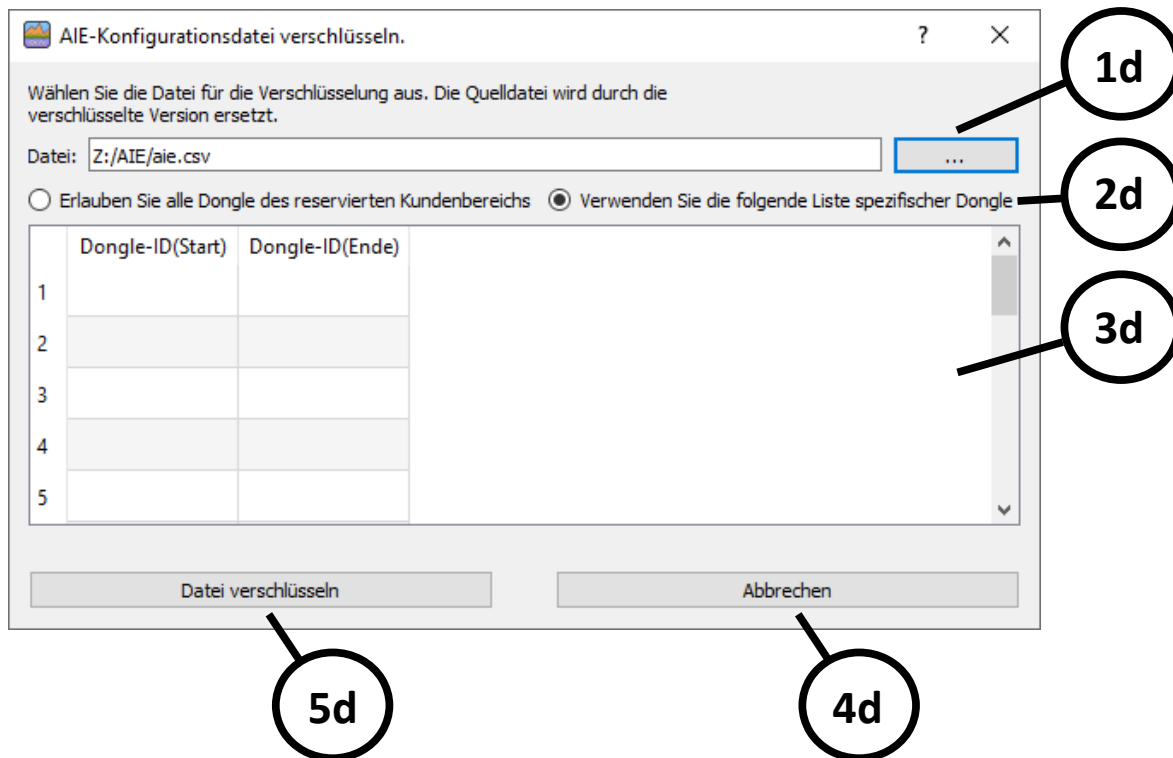 AIE-Konfigurationsdatei verschlüsseln.
?
1d
Wählen Sie die Datei für die Verschlüsselung aus. Die Quelldatei wird durch die
verschlüsselte Version ersetzt.
Datei: Z:/AIE/aie.csv ...
Erlauben Sie alle Dongle des reservierten Kundenbereichs Verwenden Sie die folgende Liste spezifischer Dongle
2d
Dongle-ID(Start) Dongle-ID(Ende)
1
2
3d
3
4
5
Datei verschlüsseln Abbrechen
5d 4d